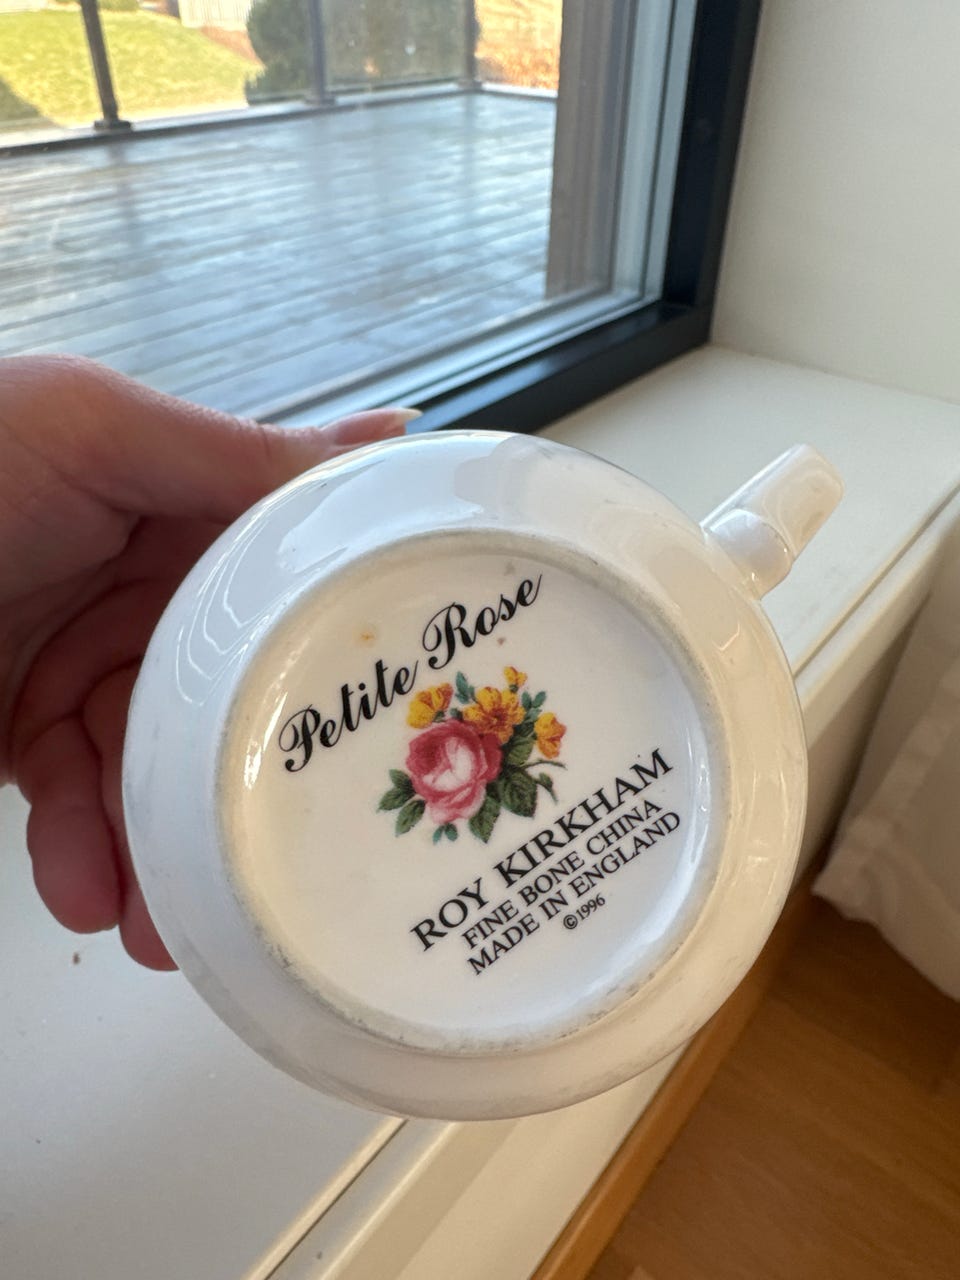 Petite Rose
ROY KIRKHAM
FINE BONE CHINA
MADE IN ENGLAND
©1996